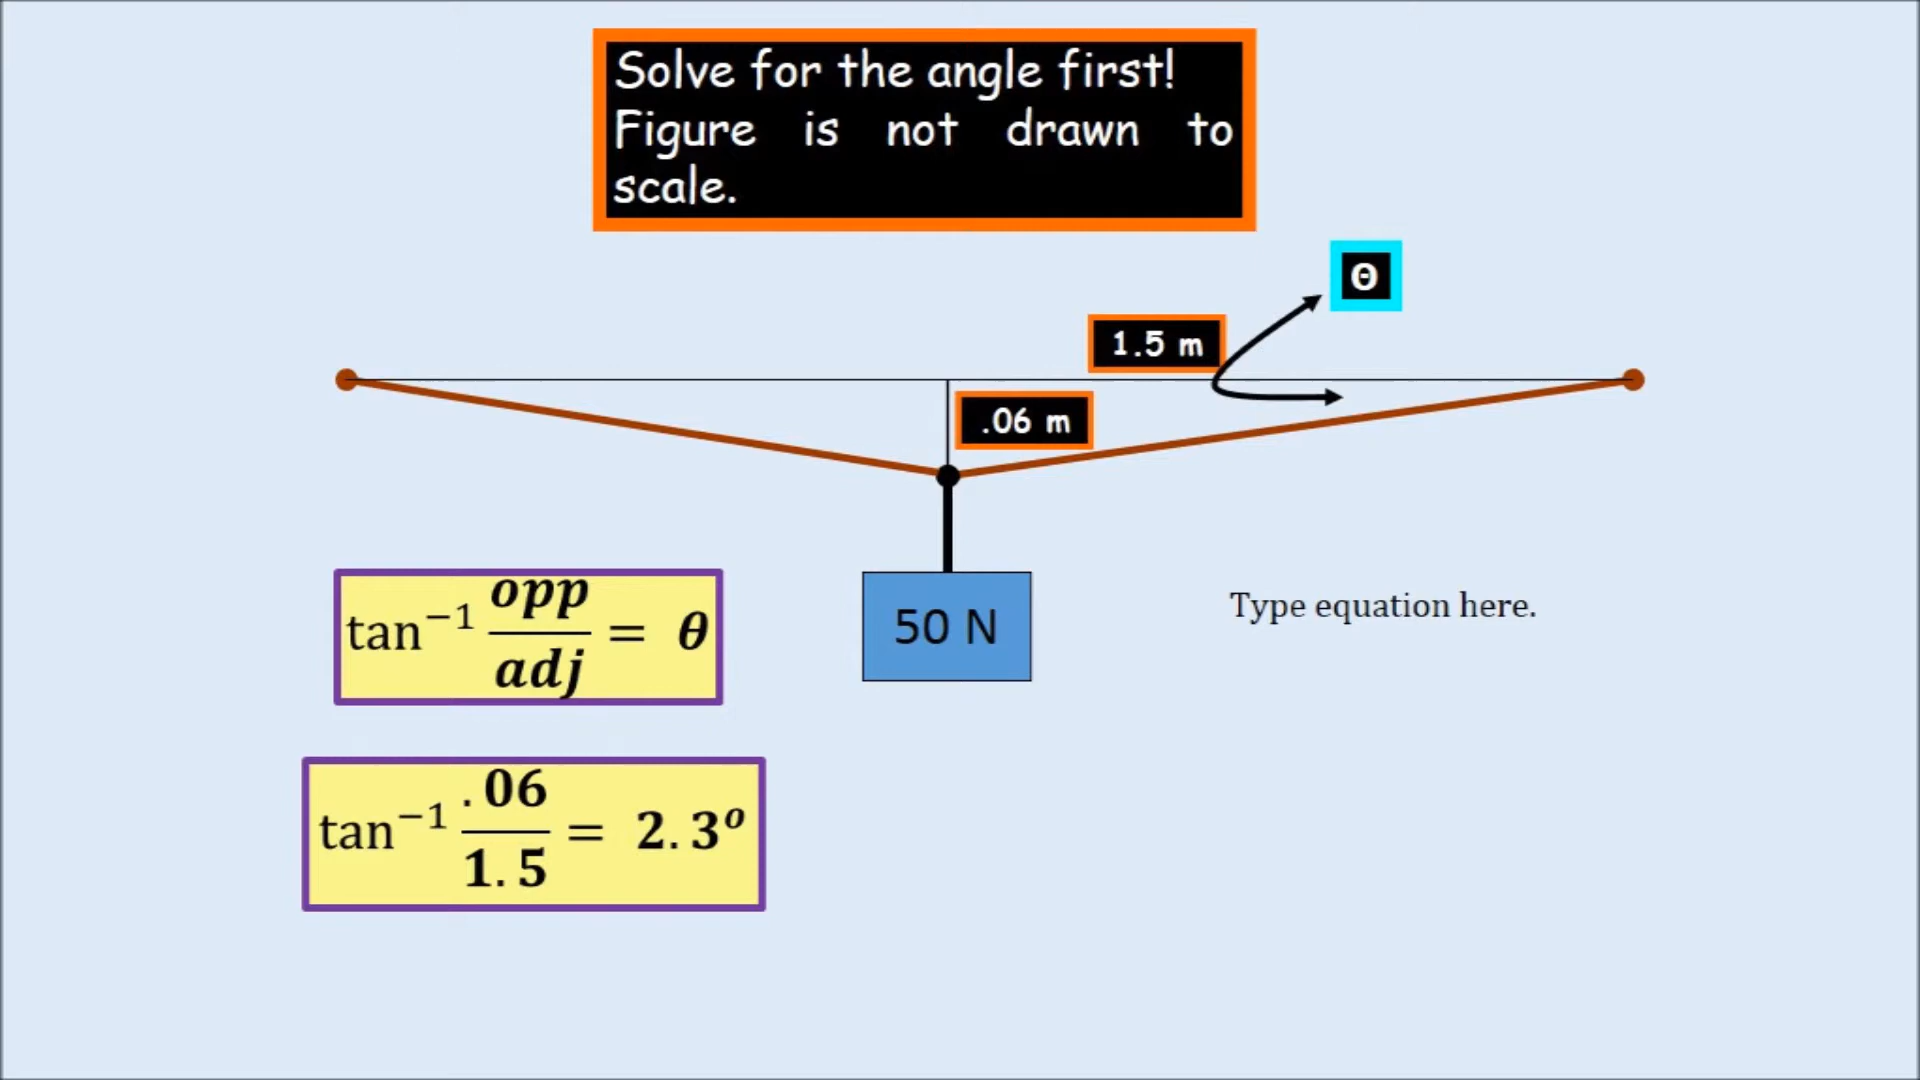 Solve for the angle first!
Figure is not drawn to
scale.
Θ
1.5 m
.06 m
50 N
tan⁻¹ opp/adj = θ
Type equation here.
tan⁻¹ .06/1.5 = 2.3ᵒ